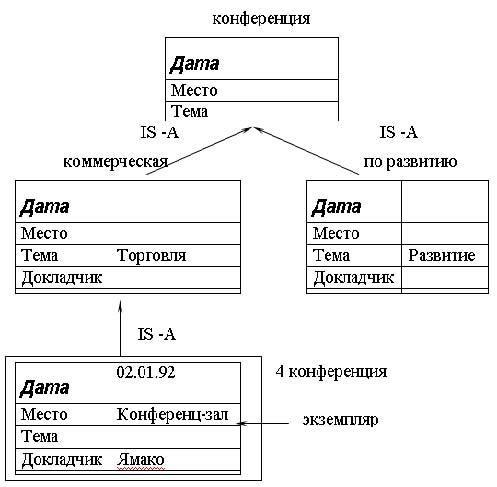 конференция
Дата
Место
Тема
IS -A
IS -A
коммерческая
по развитию
Дата
Место
Тема Торговля
Докладчик
Дата
Место
Тема Развитие
Докладчик
IS -A
02.01.92
4 конференция
Дата
Место Конференц-зал
экземпляр
Тема
Докладчик Ямако